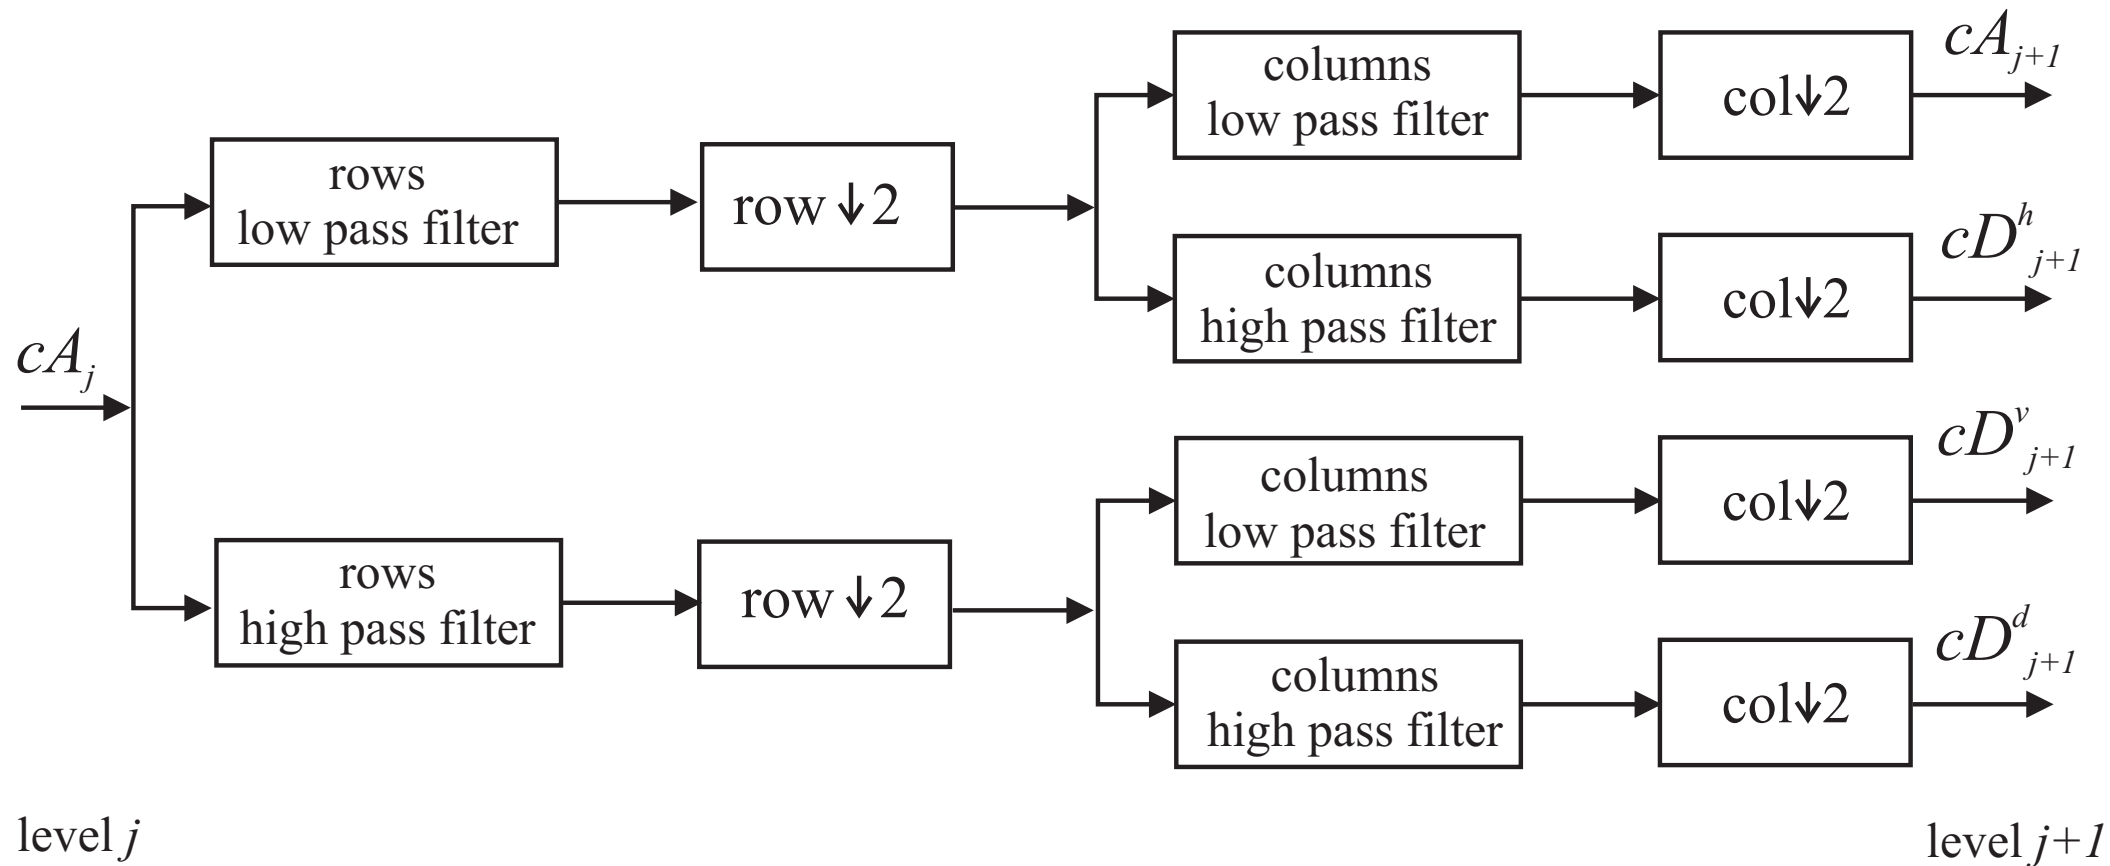 cA_j
rows
low pass filter
row ↓2
columns
low pass filter
col↓2
cA_{j+1}
columns
high pass filter
col↓2
cD^h_{j+1}
rows
high pass filter
row ↓2
columns
low pass filter
col↓2
cD^v_{j+1}
columns
high pass filter
col↓2
cD^d_{j+1}
level j
level j+1